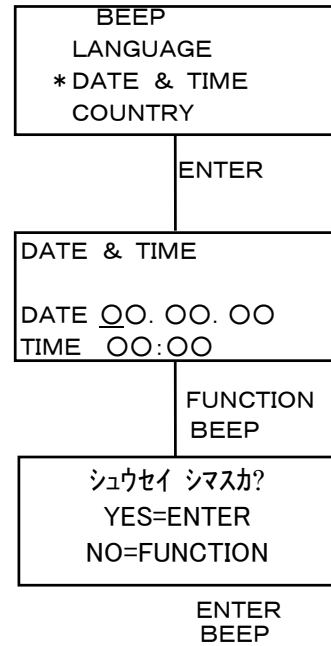 BEEP
LANGUAGE
*DATE & TIME
COUNTRY
ENTER
DATE & TIME
DATE ○○. ○○. ○○
TIME ○○:○○
FUNCTION
BEEP
シュウセイ シマスカ?
YES=ENTER
NO=FUNCTION
ENTER
BEEP